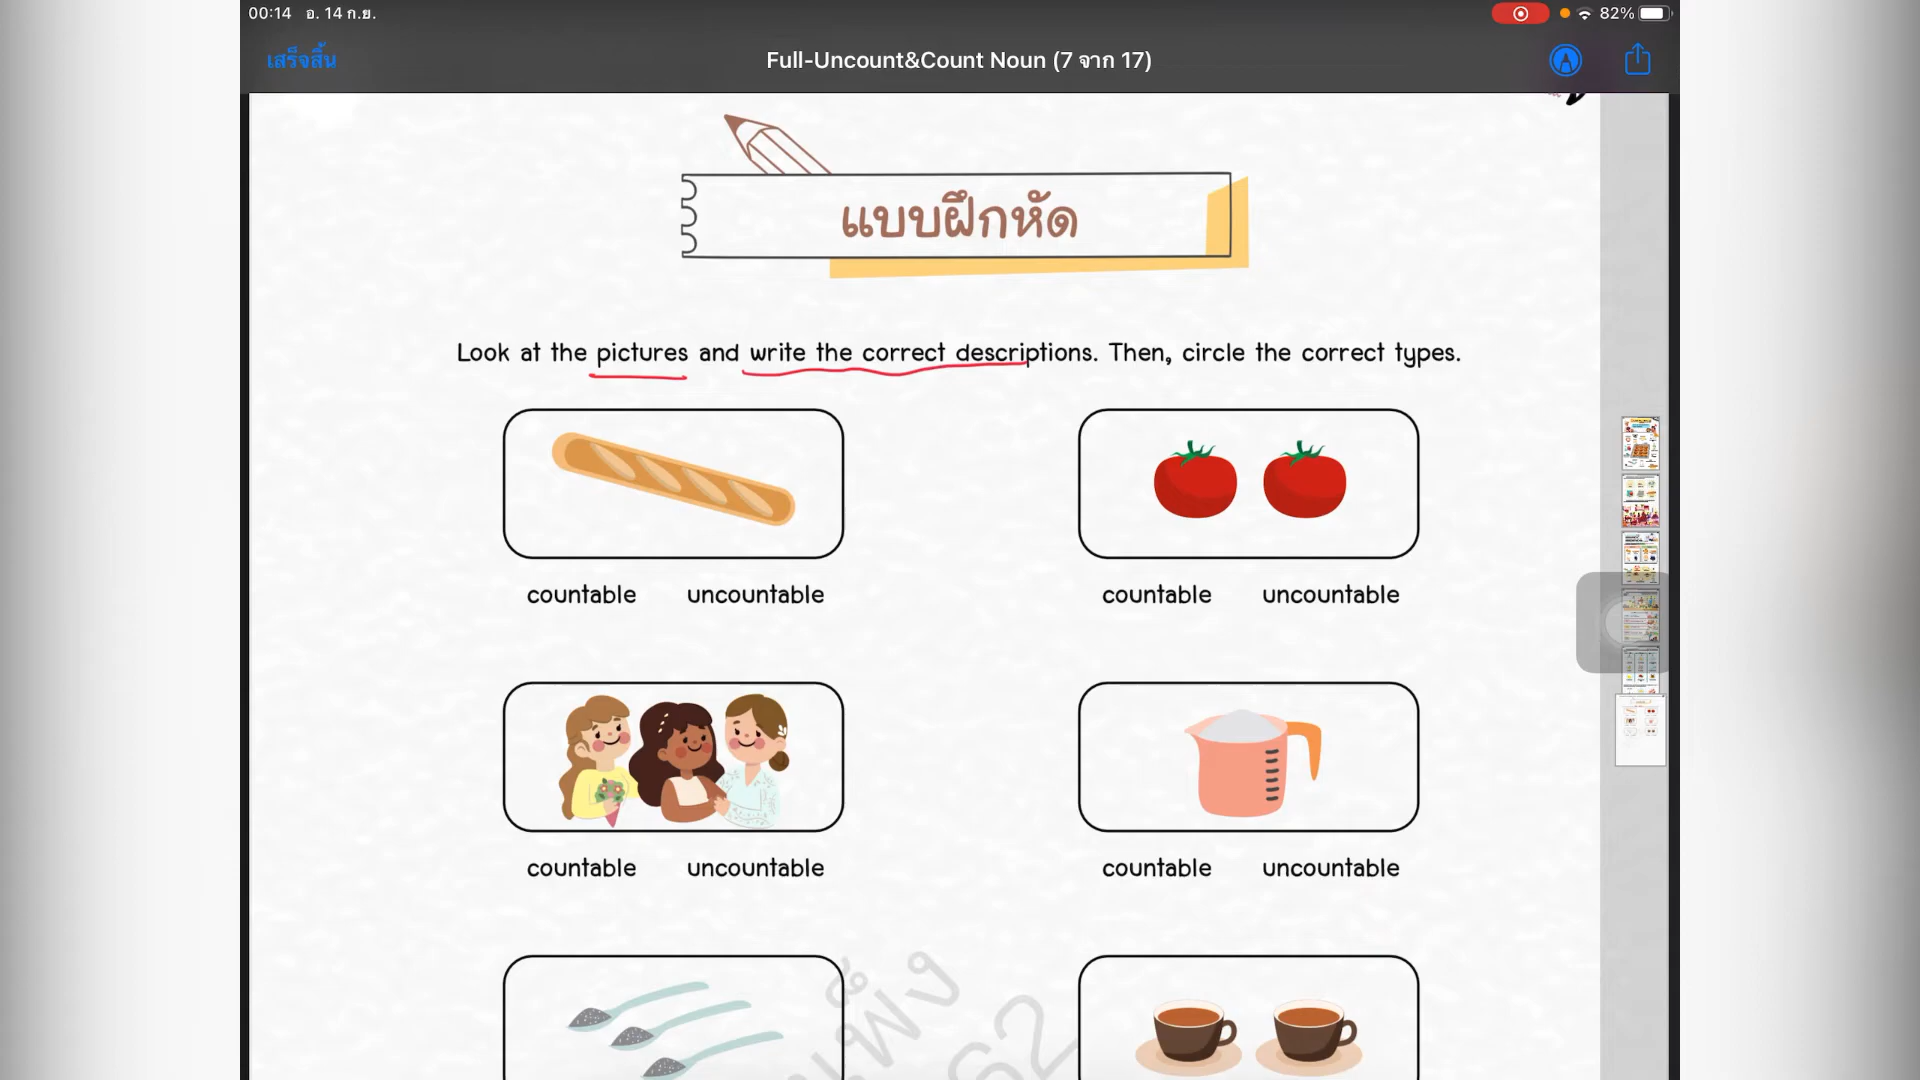 00:14 อ. 14 ก.ย.
82%
เสร็จสิ้น
Full-Uncount&Count Noun (7 จาก 17)
แบบฝึกหัด
Look at the pictures and write the correct descriptions. Then, circle the correct types.
countable uncountable countable uncountable
countable uncountable countable uncountable
62